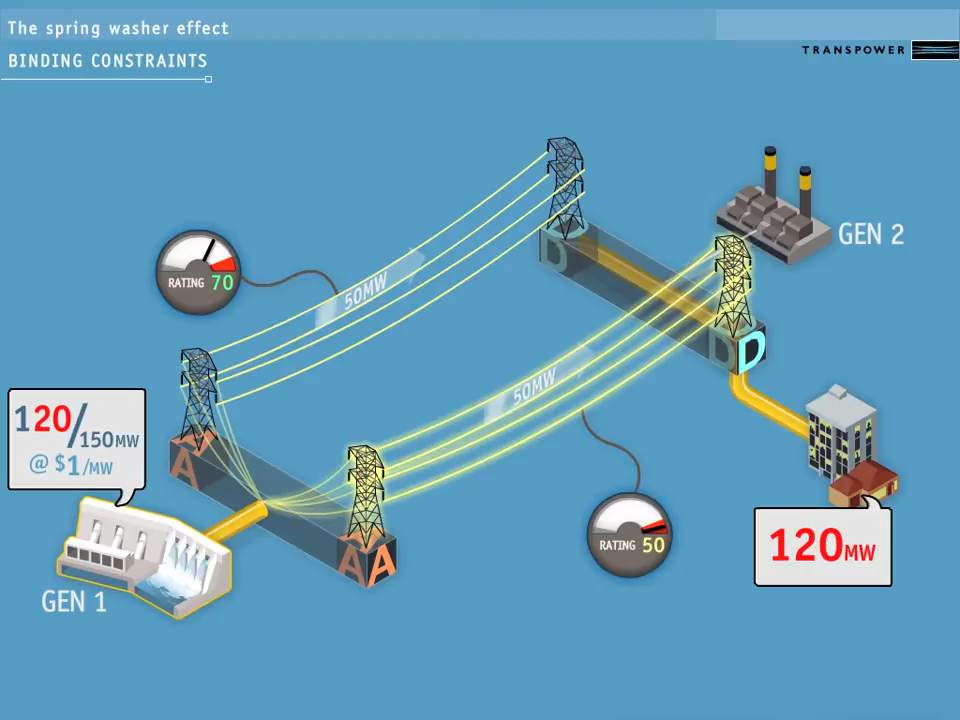 The spring washer effect
BINDING CONSTRAINTS
TRANSPOWER
GEN 2
D
RATING 70
50MW
D D
50MW
120/150MW
@ $1/MW
A
RATING 50
120MW
A A
GEN 1